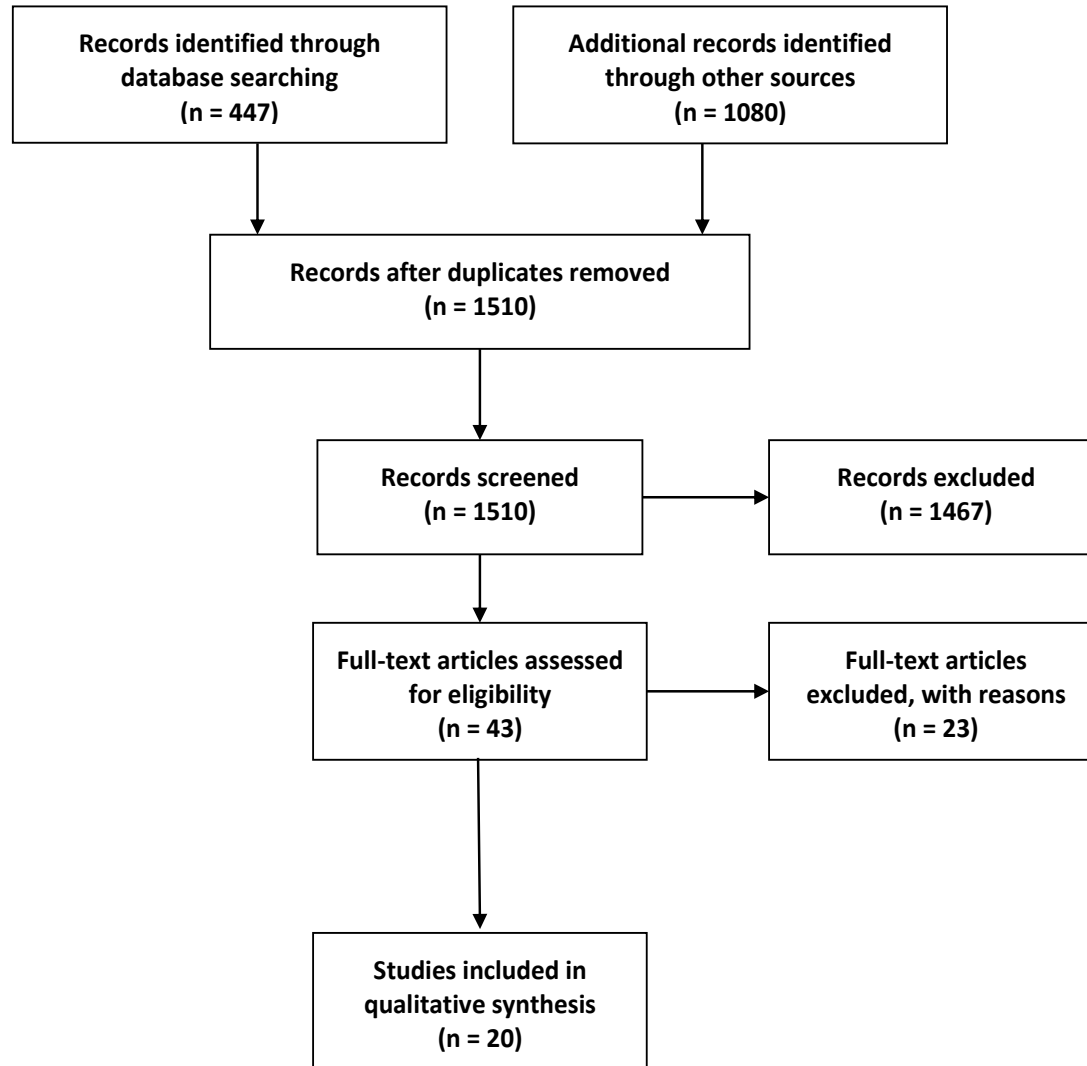 Records identified through
database searching
(n = 447)
Additional records identified
through other sources
(n = 1080)
Records after duplicates removed
(n = 1510)
Records screened
(n = 1510)
Records excluded
(n = 1467)
Full-text articles assessed
for eligibility
(n = 43)
Full-text articles
excluded, with reasons
(n = 23)
Studies included in
qualitative synthesis
(n = 20)